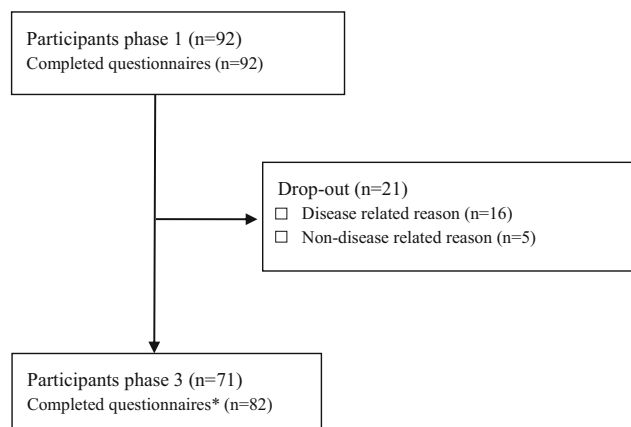 Participants phase 1 (n=92)
Completed questionnaires (n=92)
Drop-out (n=21)
☐ Disease related reason (n=16)
☐ Non-disease related reason (n=5)
Participants phase 3 (n=71)
Completed questionnaires* (n=82)